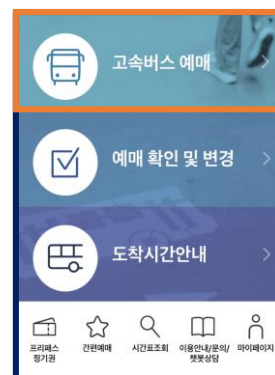 고속버스 예매
예매 확인 및 변경
도착시간안내
프리패스
정기권
간편예매
시간표조회
이용안내/문의/
챗봇상담
마이페이지